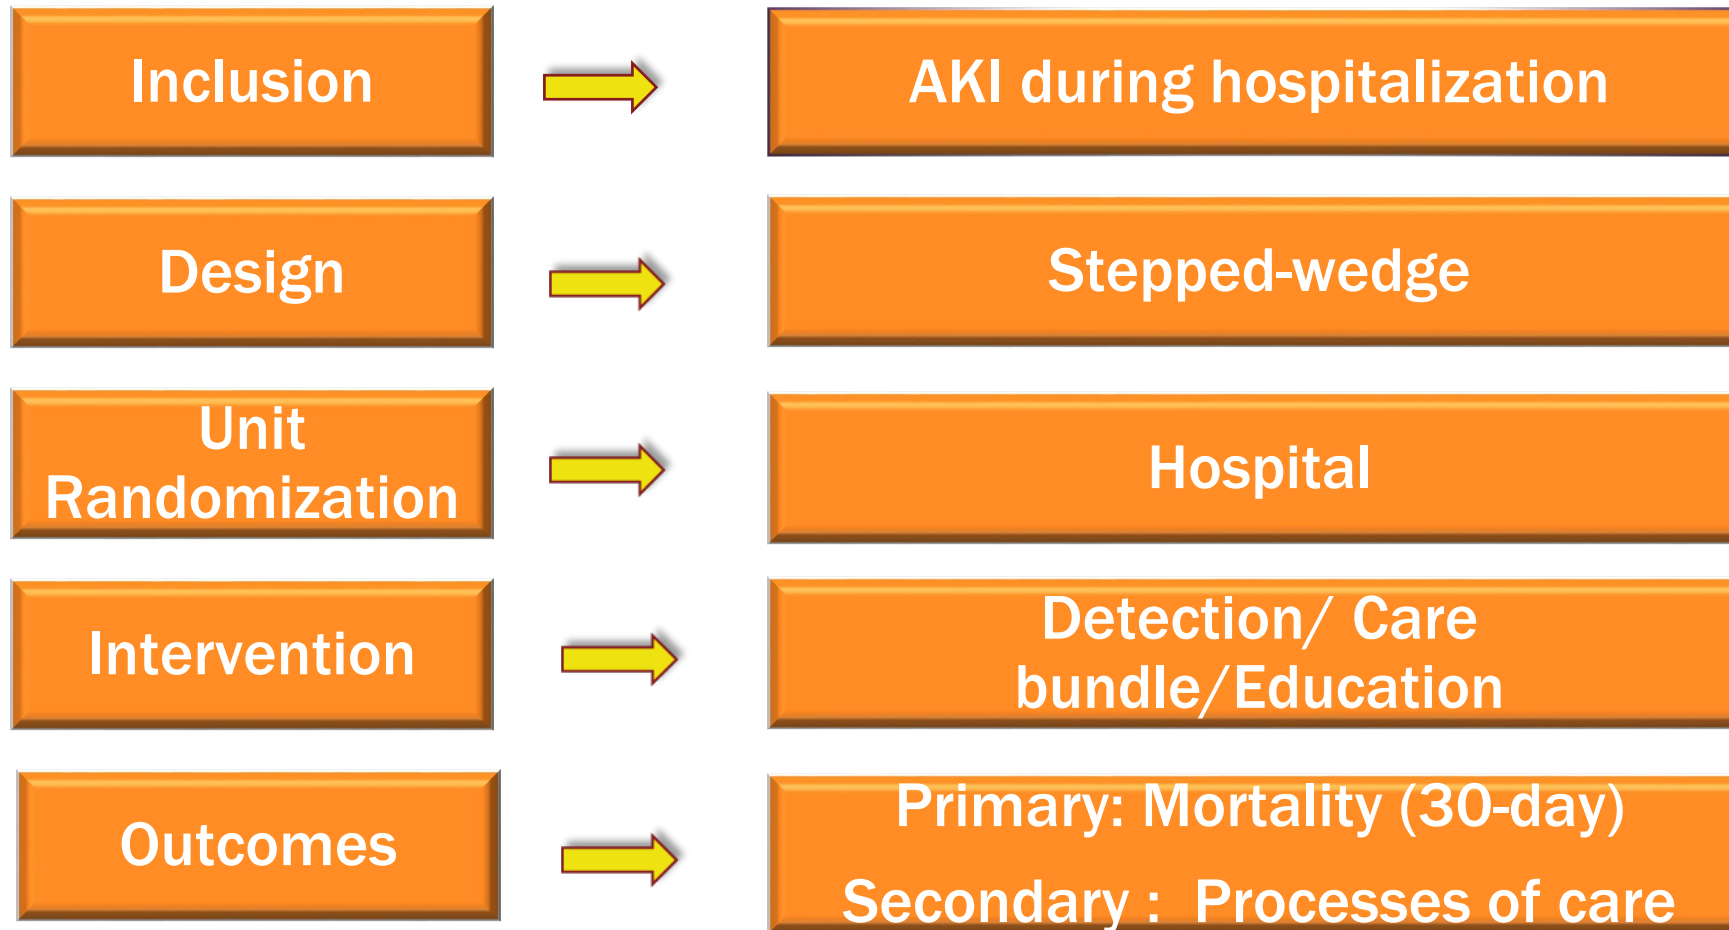 Inclusion
AKI during hospitalization
Design
Stepped-wedge
Unit
Randomization
Hospital
Intervention
Detection/ Care
bundle/Education
Outcomes
Primary: Mortality (30-day)
Secondary :  Processes of care